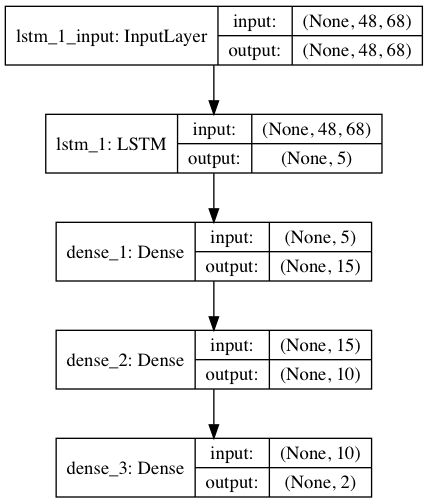 lstm_1_input: InputLayer
input: (None, 48, 68)
output: (None, 48, 68)
lstm_1: LSTM
input: (None, 48, 68)
output: (None, 5)
dense_1: Dense
input: (None, 5)
output: (None, 15)
dense_2: Dense
input: (None, 15)
output: (None, 10)
dense_3: Dense
input: (None, 10)
output: (None, 2)